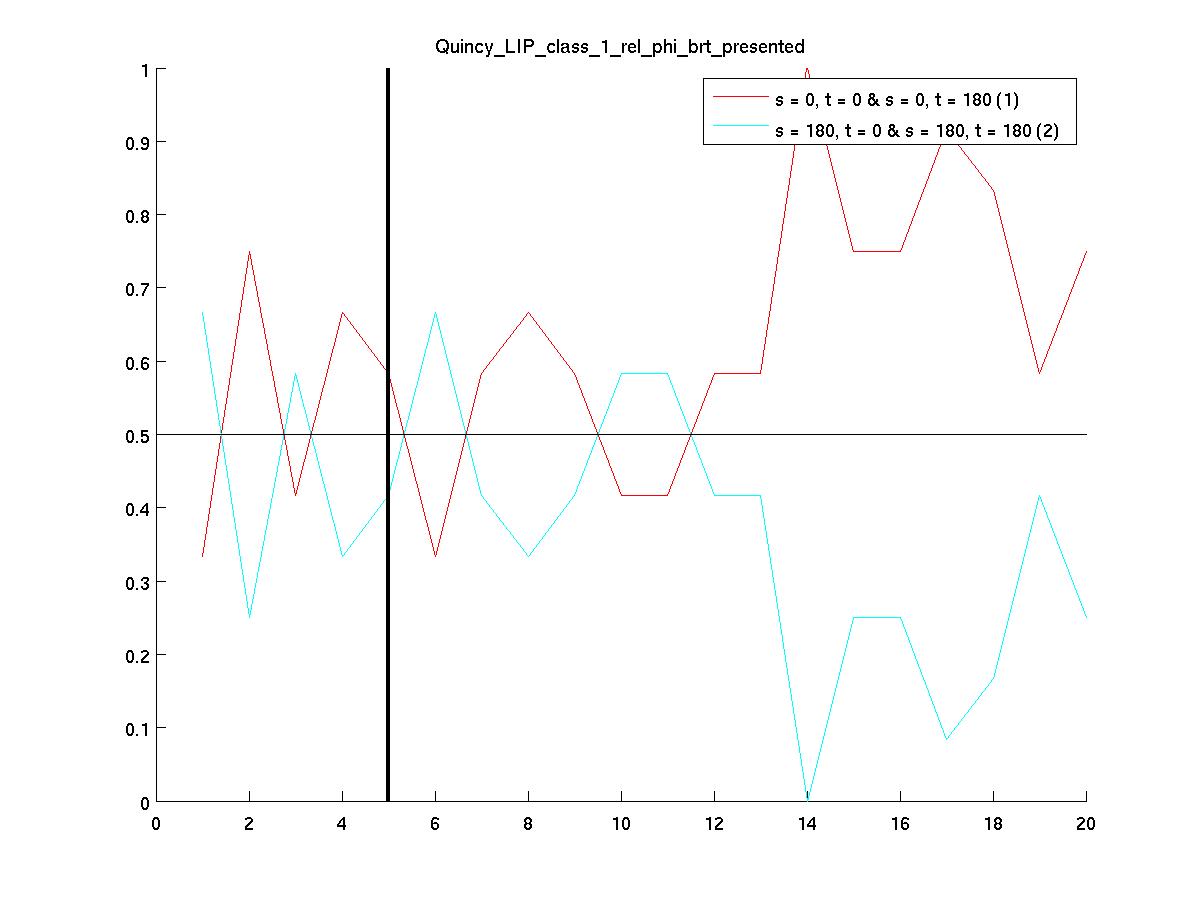 Quincy_LIP_class_1_rel_phi_brt_presented
s = 0, t = 0 & s = 0, t = 180 (1)
s = 180, t = 0 & s = 180, t = 180 (2)
1
0.9
0.8
0.7
0.6
0.5
0.4
0.3
0.2
0.1
0
0 2 4 6 8 10 12 14 16 18 20